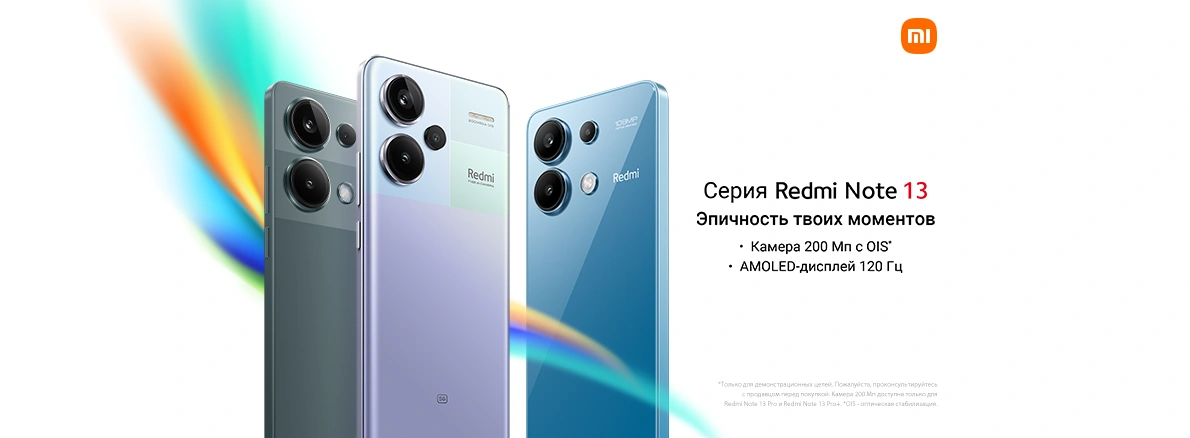 mi
Redmi
108MP
Redmi
5G
Серия Redmi Note 13
Эпичность твоих моментов
• Камера 200 Мп с OIS*
• AMOLED-дисплей 120 Гц
*Только для демонстрационных целей. Пожалуйста, проконсультируйтесь
с продавцом перед покупкой. Камера 200 Мп доступна только для
Redmi Note 13 Pro и Redmi Note 13 Pro+. *OIS - оптическая стабилизация.